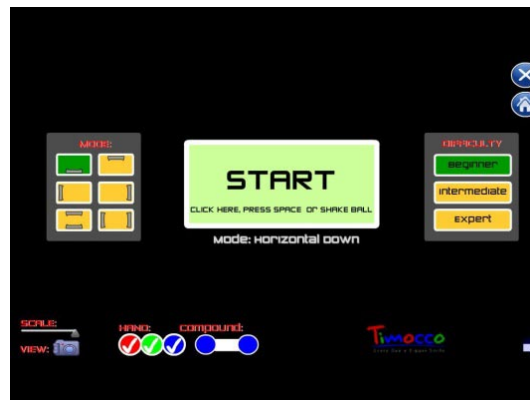 MODE:
START
CLICK HERE, PRESS SPACE or SHAKE BALL
Mode: Horizontal Down
DIFFICULTY
Beginner
Intermediate
Expert
SCALE:
VIEW:
HAND:
compound:
Timocco